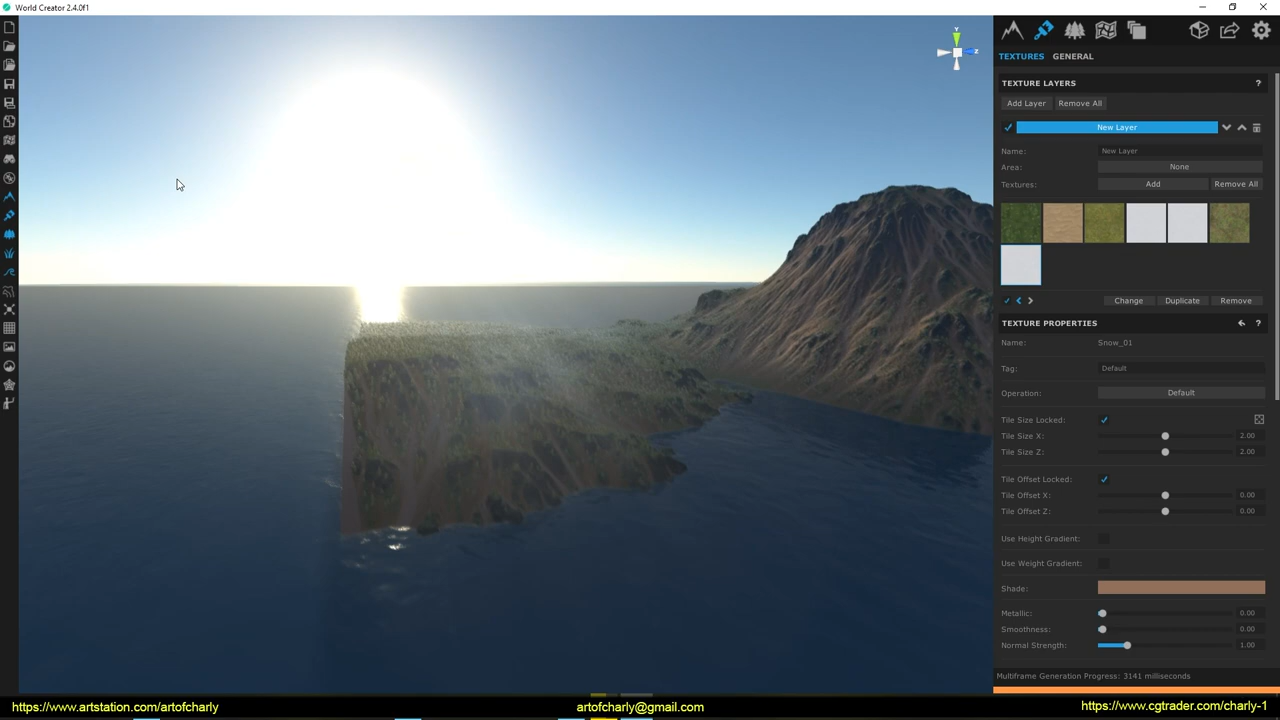 World Creator 2.4.0f1
Y
Z
TEXTURES GENERAL
TEXTURE LAYERS ?
Add Layer Remove All
New Layer
Name: New Layer
Area: None
Textures: Add Remove All
Change Duplicate Remove
TEXTURE PROPERTIES ?
Name: Snow_01
Tag: Default
Operation: Default
Tile Size Locked:
Tile Size X: 2.00
Tile Size Z: 2.00
Tile Offset Locked:
Tile Offset X: 0.00
Tile Offset Z: 0.00
Use Height Gradient:
Use Weight Gradient:
Shade:
Metallic: 0.00
Smoothness: 0.00
Normal Strength: 1.00
Multiframe Generation Progress: 3141 milliseconds
https://www.artstation.com/artofcharly artofcharly@gmail.com https://www.cgtrader.com/charly-1